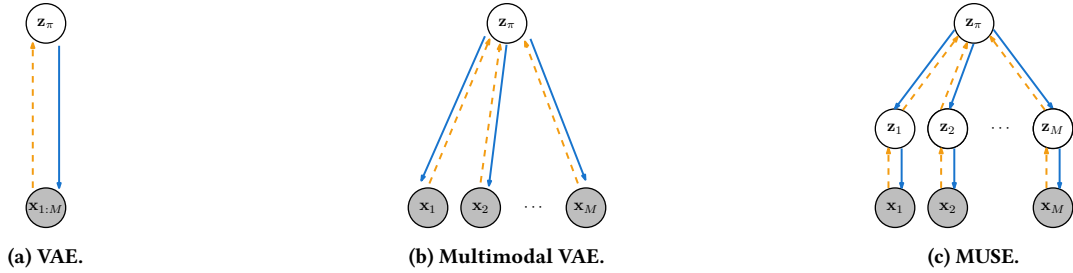 z_π z_π z_π
z_1 z_2 ... z_M
x_{1:M} x_1 x_2 ... x_M x_1 x_2 x_M
(a) VAE. (b) Multimodal VAE. (c) MUSE.